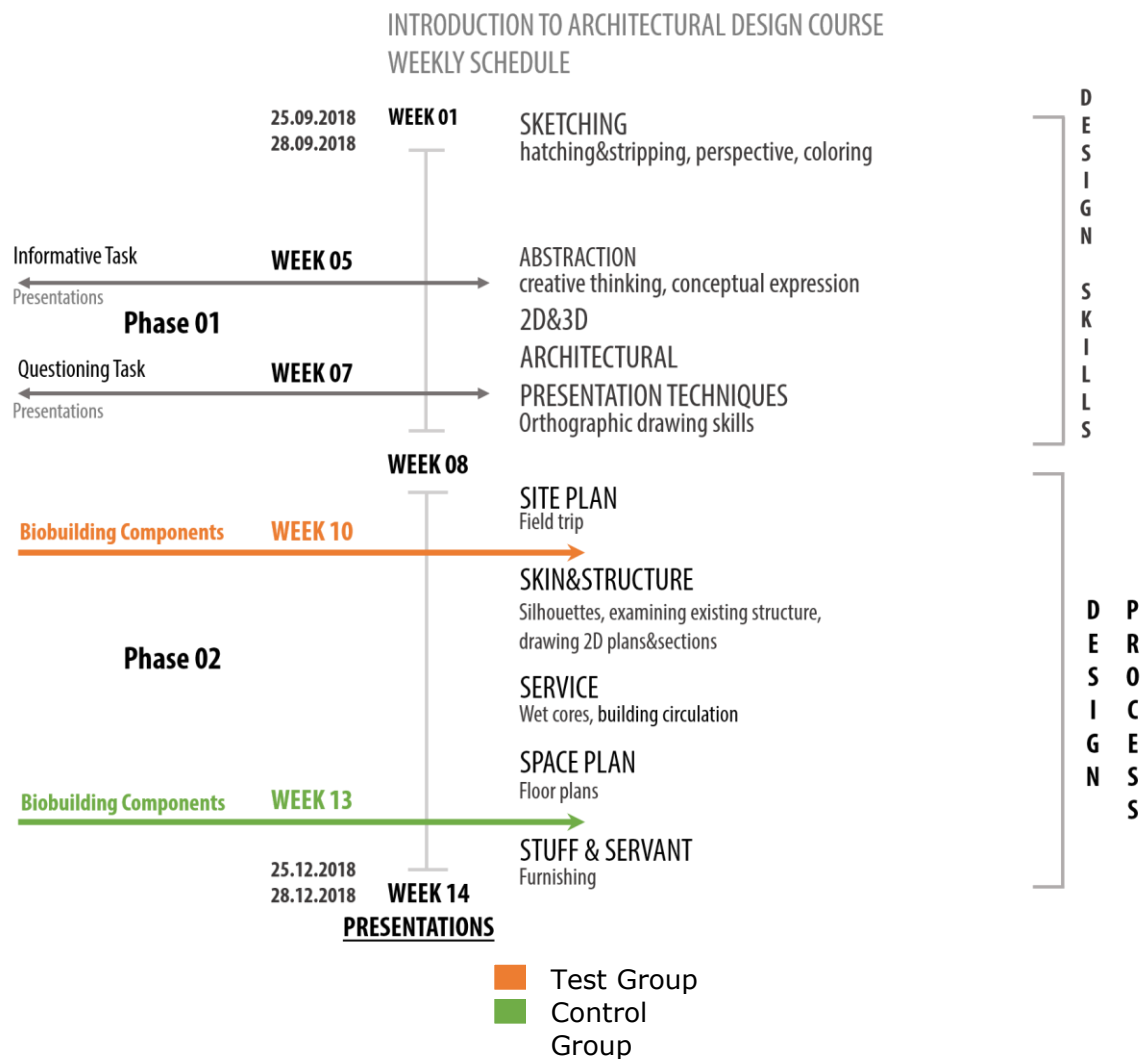 INTRODUCTION TO ARCHITECTURAL DESIGN COURSE
WEEKLY SCHEDULE
25.09.2018
28.09.2018
WEEK 01
SKETCHING
hatching&stripping, perspective, coloring
DESIGN SKILLS
Informative Task
Presentations
WEEK 05
ABSTRACTION
creative thinking, conceptual expression
Phase 01
2D&3D
ARCHITECTURAL
PRESENTATION TECHNIQUES
Orthographic drawing skills
Questioning Task
Presentations
WEEK 07
WEEK 08
SITE PLAN
Field trip
Biobuilding Components
WEEK 10
SKIN&STRUCTURE
Silhouettes, examining existing structure,
drawing 2D plans&sections
Phase 02
SERVICE
Wet cores, building circulation
DESIGN
PROCESS
SPACE PLAN
Floor plans
Biobuilding Components
WEEK 13
STUFF & SERVANT
Furnishing
25.12.2018
28.12.2018
WEEK 14
PRESENTATIONS
Test Group
Control
Group